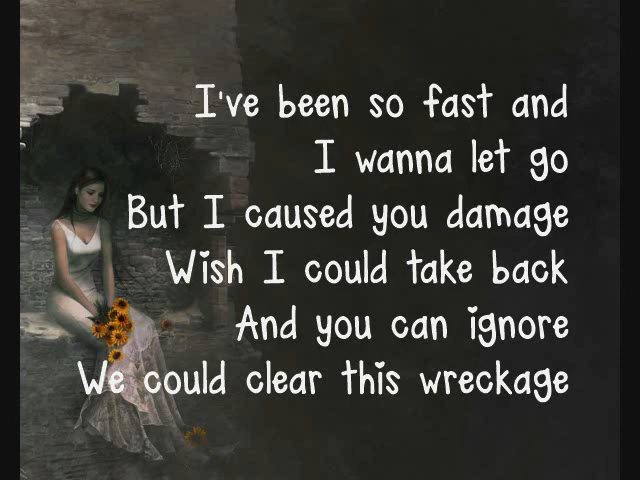 I've been so fast and
I wanna let go
But I caused you damage
Wish I could take back
And you can ignore
We could clear this wreckage